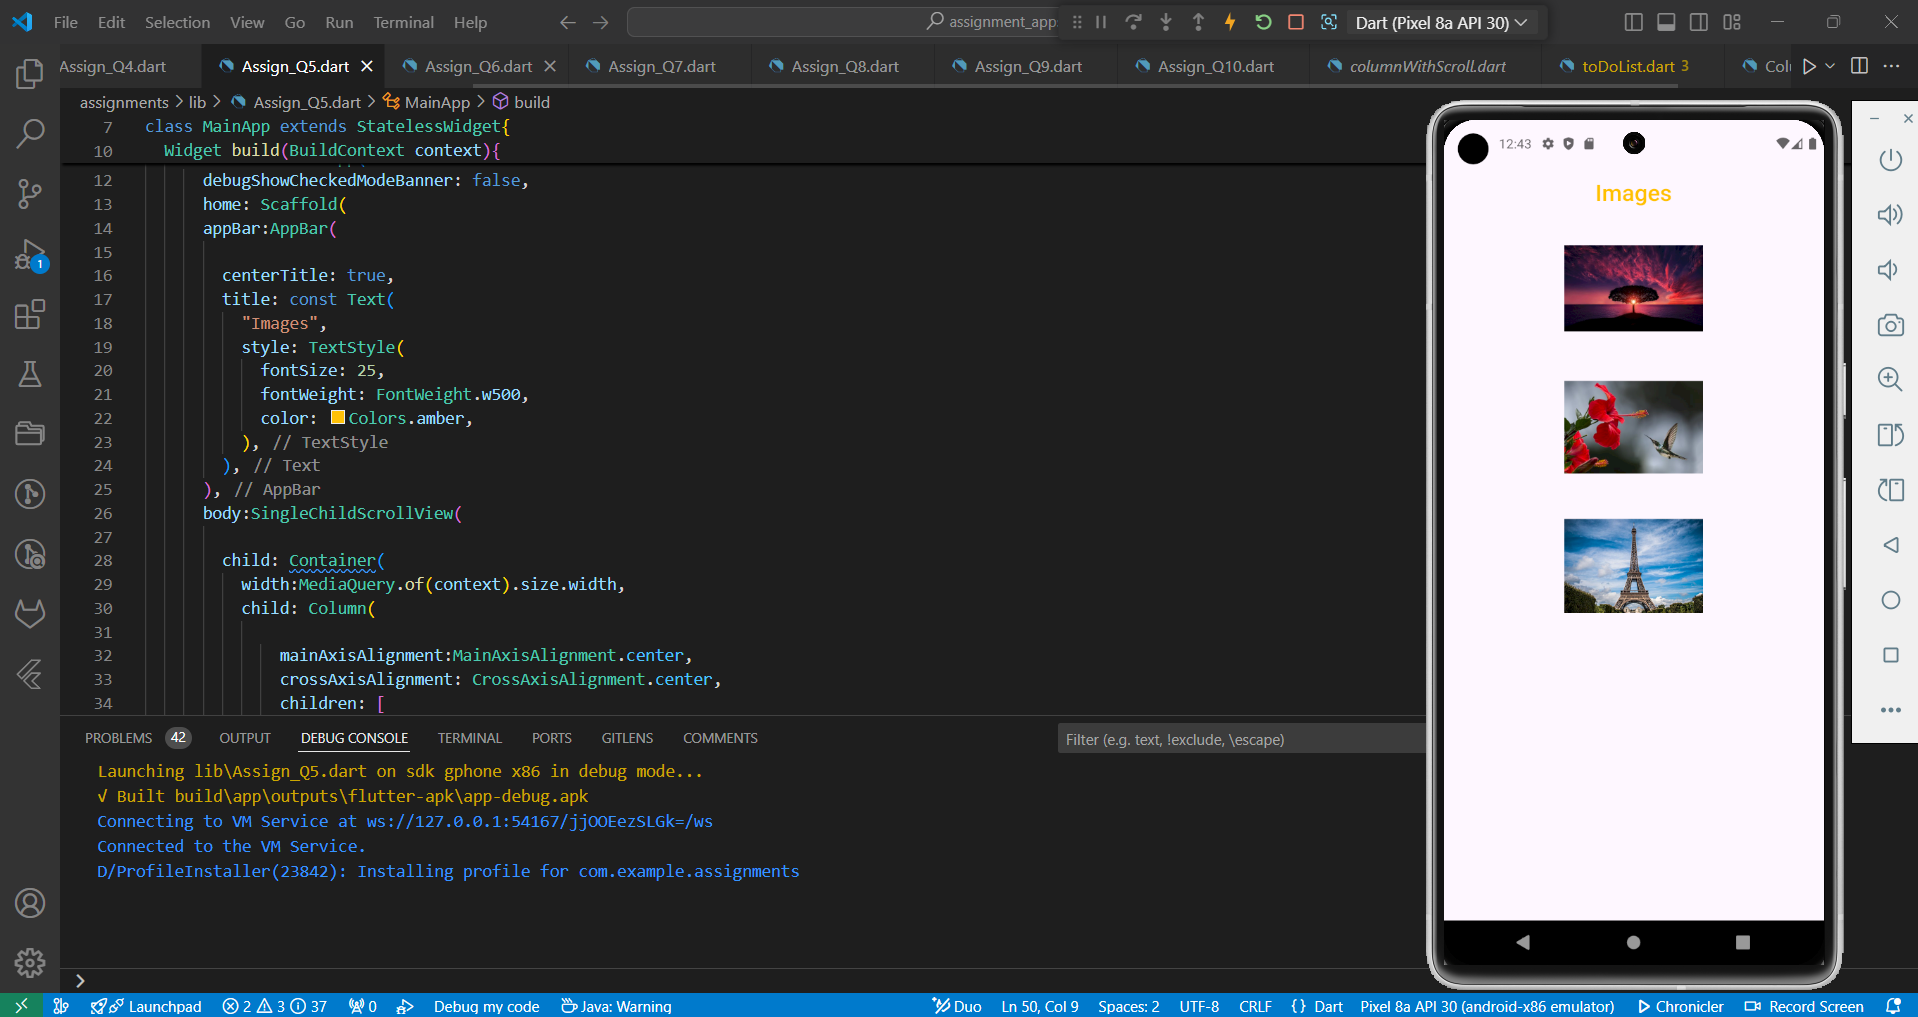 File Edit Selection View Go Run Terminal Help
assignment_app
Dart (Pixel 8a API 30)
Assign_Q4.dart Assign_Q5.dart Assign_Q6.dart Assign_Q7.dart Assign_Q8.dart Assign_Q9.dart Assign_Q10.dart columnWithScroll.dart toDoList.dart 3 Col
assignments > lib > Assign_Q5.dart > MainApp > build
7 class MainApp extends StatelessWidget{
10 Widget build(BuildContext context){
12 debugShowCheckedModeBanner: false,
13 home: Scaffold(
14 appBar:AppBar(
15
16 centerTitle: true,
17 title: const Text(
18 "Images",
19 style: TextStyle(
20 fontSize: 25,
21 fontWeight: FontWeight.w500,
22 color: Colors.amber,
23 ), // TextStyle
24 ), // Text
25 ), // AppBar
26 body:SingleChildScrollView(
27
28 child: Container(
29 width:MediaQuery.of(context).size.width,
30 child: Column(
31
32 mainAxisAlignment:MainAxisAlignment.center,
33 crossAxisAlignment: CrossAxisAlignment.center,
34 children: [
12:43
Images
1
PROBLEMS 42 OUTPUT DEBUG CONSOLE TERMINAL PORTS GITLENS COMMENTS
Filter (e.g. text, !exclude, \escape)
Launching lib\Assign_Q5.dart on sdk gphone x86 in debug mode...
√ Built build\app\outputs\flutter-apk\app-debug.apk
Connecting to VM Service at ws://127.0.0.1:54167/jjOOEezSLGk=/ws
Connected to the VM Service.
D/ProfileInstaller(23842): Installing profile for com.example.assignments
Launchpad 2 3 37 0 Debug my code Java: Warning Duo Ln 50, Col 9 Spaces: 2 UTF-8 CRLF {} Dart Pixel 8a API 30 (android-x86 emulator) Chronicler Record Screen